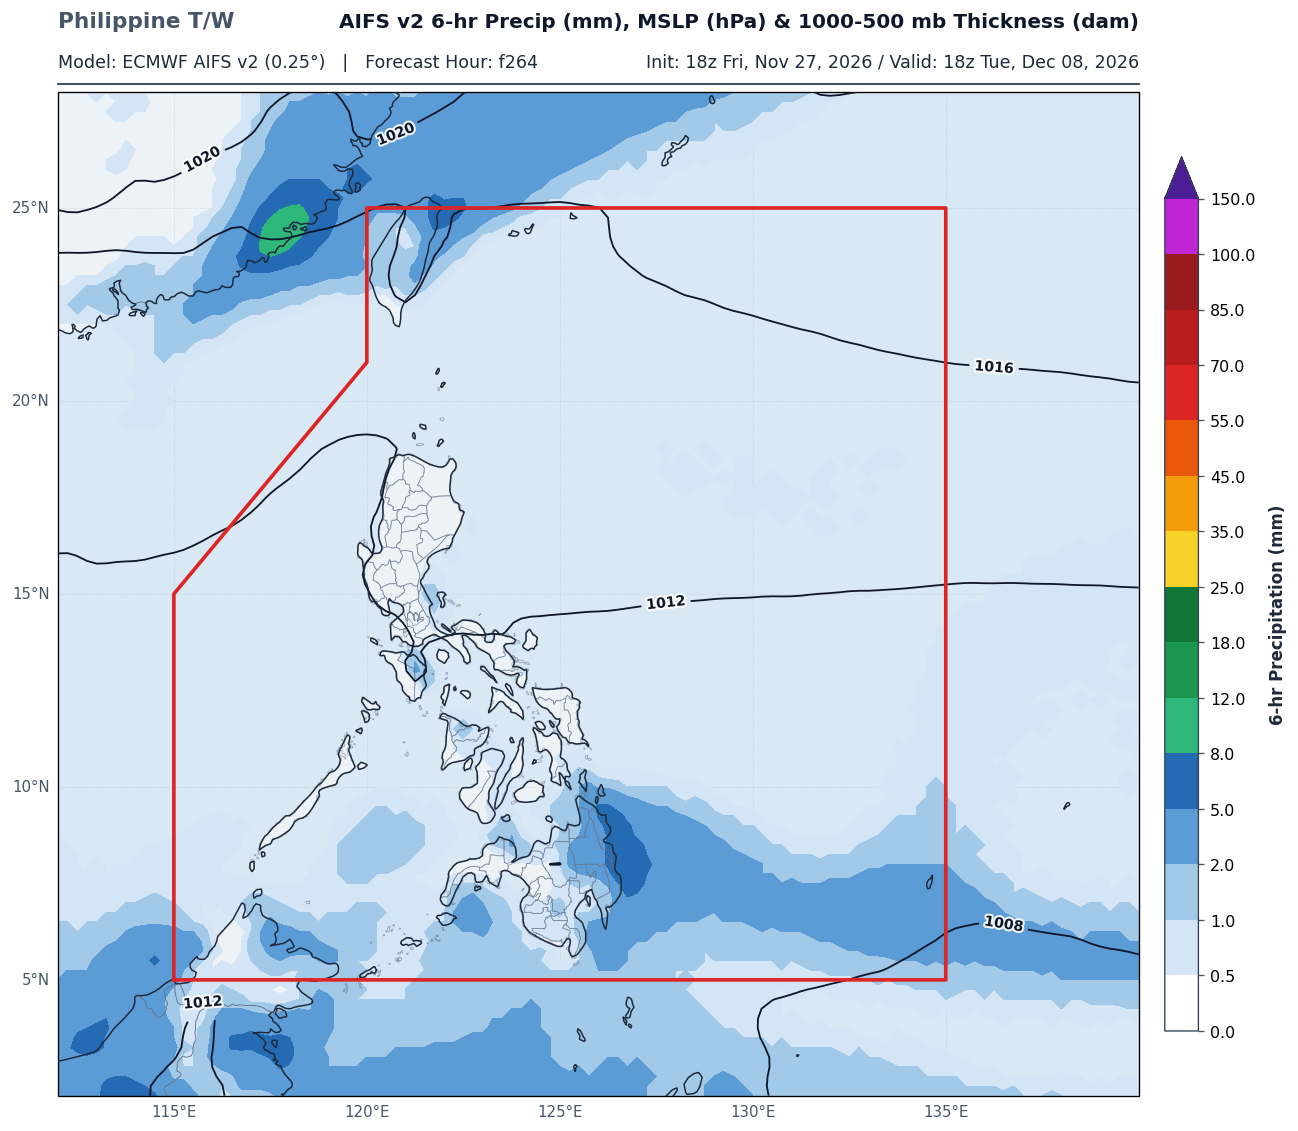 Philippine T/W
AIFS v2 6-hr Precip (mm), MSLP (hPa) & 1000-500 mb Thickness (dam)
Model: ECMWF AIFS v2 (0.25°)   |   Forecast Hour: f264
Init: 18z Fri, Nov 27, 2026 / Valid: 18z Tue, Dec 08, 2026
1020
1020
1016
1012
1008
1012
25°N
20°N
15°N
10°N
5°N
115°E
120°E
125°E
130°E
135°E
150.0
100.0
85.0
70.0
55.0
45.0
35.0
25.0
18.0
12.0
8.0
5.0
2.0
1.0
0.5
0.0
6-hr Precipitation (mm)